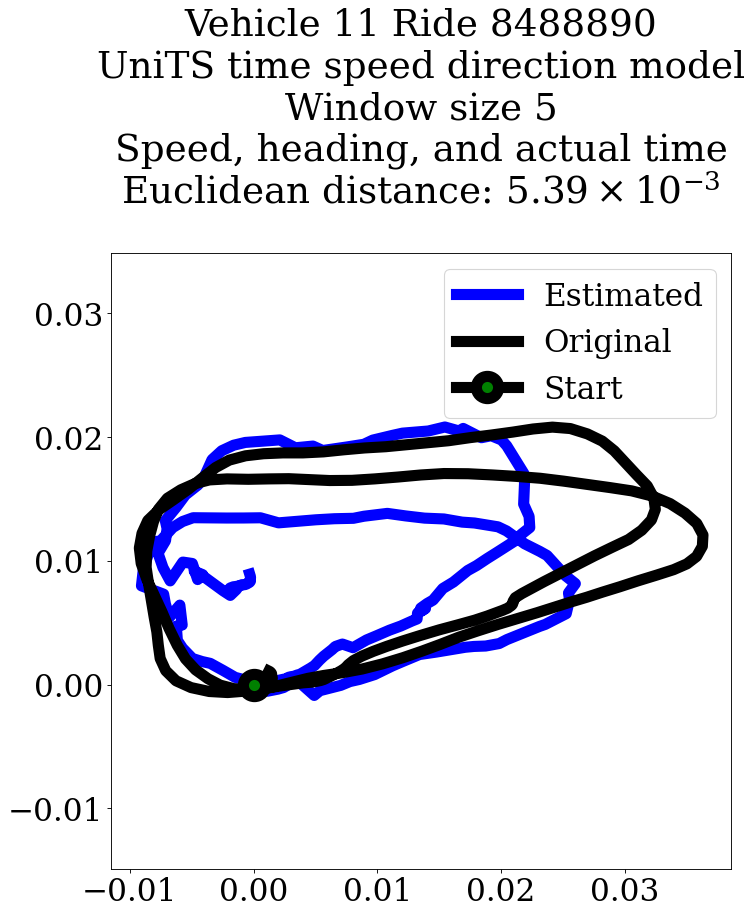 Vehicle 11 Ride 8488890
UniTS time speed direction model
Window size 5
Speed, heading, and actual time
Euclidean distance: 5.39 × 10⁻³
Estimated
Original
Start
0.03
0.02
0.01
0.00
−0.01
−0.01 0.00 0.01 0.02 0.03